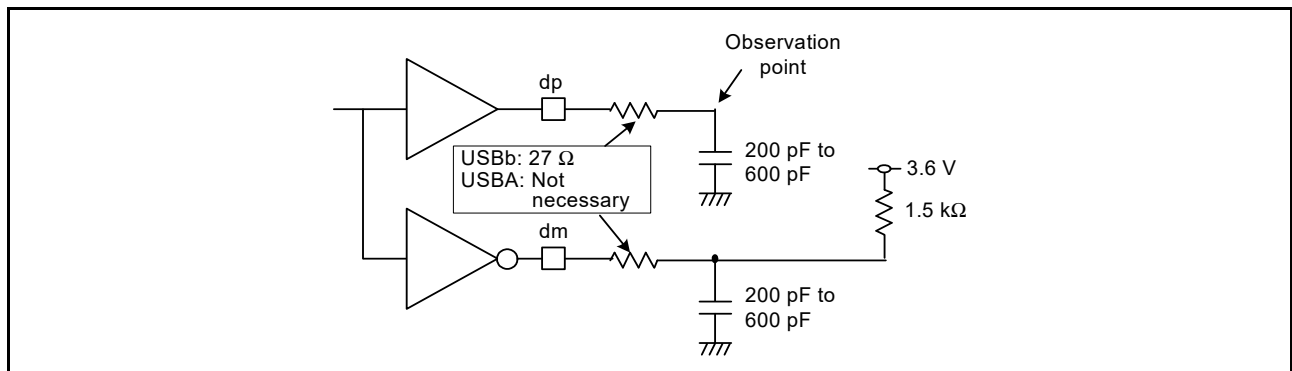 Observation
point
dp
200 pF to
600 pF
USBb: 27 Ω
USBA: Not
necessary
3.6 V
1.5 kΩ
dm
200 pF to
600 pF